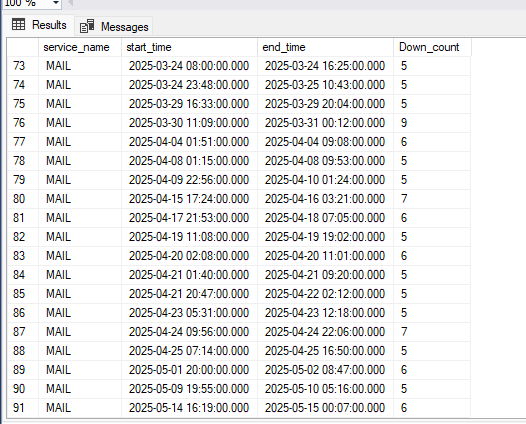 100 %
Results Messages
service_name start_time end_time Down_count
73 MAIL 2025-03-24 08:00:00.000 2025-03-24 16:25:00.000 5
74 MAIL 2025-03-24 23:48:00.000 2025-03-25 10:43:00.000 5
75 MAIL 2025-03-29 16:33:00.000 2025-03-29 20:04:00.000 5
76 MAIL 2025-03-30 11:09:00.000 2025-03-31 00:12:00.000 9
77 MAIL 2025-04-04 01:51:00.000 2025-04-04 09:08:00.000 6
78 MAIL 2025-04-08 01:15:00.000 2025-04-08 09:53:00.000 5
79 MAIL 2025-04-09 22:56:00.000 2025-04-10 01:24:00.000 5
80 MAIL 2025-04-15 17:24:00.000 2025-04-16 03:21:00.000 7
81 MAIL 2025-04-17 21:53:00.000 2025-04-18 07:05:00.000 6
82 MAIL 2025-04-19 11:08:00.000 2025-04-19 19:02:00.000 5
83 MAIL 2025-04-20 02:08:00.000 2025-04-20 11:01:00.000 6
84 MAIL 2025-04-21 01:40:00.000 2025-04-21 09:20:00.000 5
85 MAIL 2025-04-21 20:47:00.000 2025-04-22 02:12:00.000 5
86 MAIL 2025-04-23 05:31:00.000 2025-04-23 12:18:00.000 5
87 MAIL 2025-04-24 09:56:00.000 2025-04-24 22:06:00.000 7
88 MAIL 2025-04-25 07:14:00.000 2025-04-25 16:50:00.000 5
89 MAIL 2025-05-01 20:00:00.000 2025-05-02 08:47:00.000 6
90 MAIL 2025-05-09 19:55:00.000 2025-05-10 05:16:00.000 5
91 MAIL 2025-05-14 16:19:00.000 2025-05-15 00:07:00.000 6